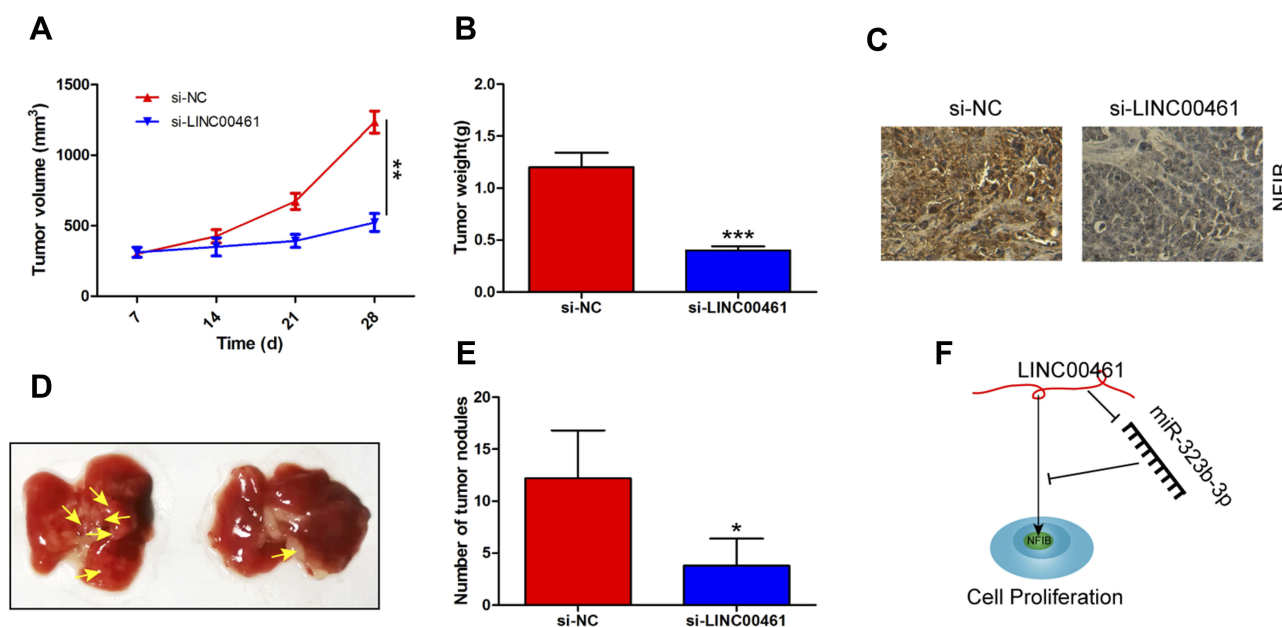 A
Tumor volume (mm3)
1500
1000
500
0
si-NC
si-LINC00461
**
7
14
21
28
Time (d)
B
Tumor weight(g)
2.0
1.5
1.0
0.5
0.0
***
si-NC
si-LINC00461
C
si-NC
si-LINC00461
NFIB
D
E
Number of tumor nodules
20
15
10
5
0
*
si-NC
si-LINC00461
F
LINC00461
miR-323b-3p
NFIB
Cell Proliferation